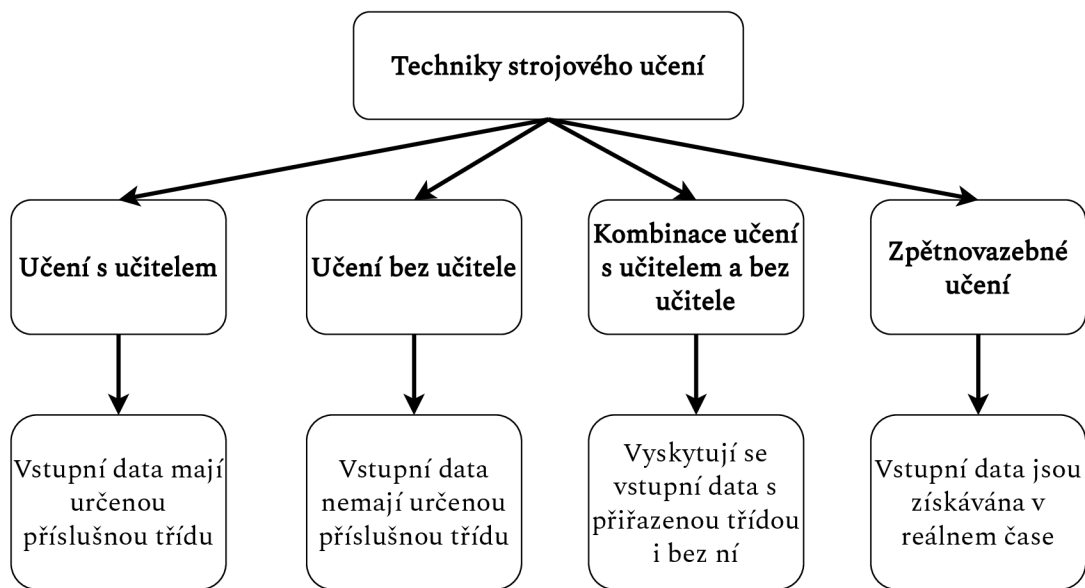 Techniky strojového učení
Učení s učitelem
Učení bez učitele
Kombinace učení
s učitelem a bez
učitele
Zpětnovazebné
učení
Vstupní data mají
určenou
příslušnou třídu
Vstupní data
nemají určenou
příslušnou třídu
Vyskytují se
vstupní data s
přiřazenou třídou
i bez ní
Vstupní data jsou
získávána v
reálnem čase